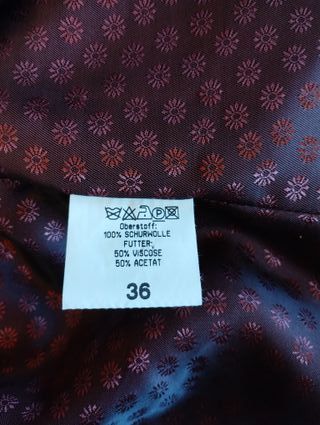 P
Oberstoff:
100% SCHURWOLLE
FUTTER:
50% VISCOSE
50% ACETAT
36